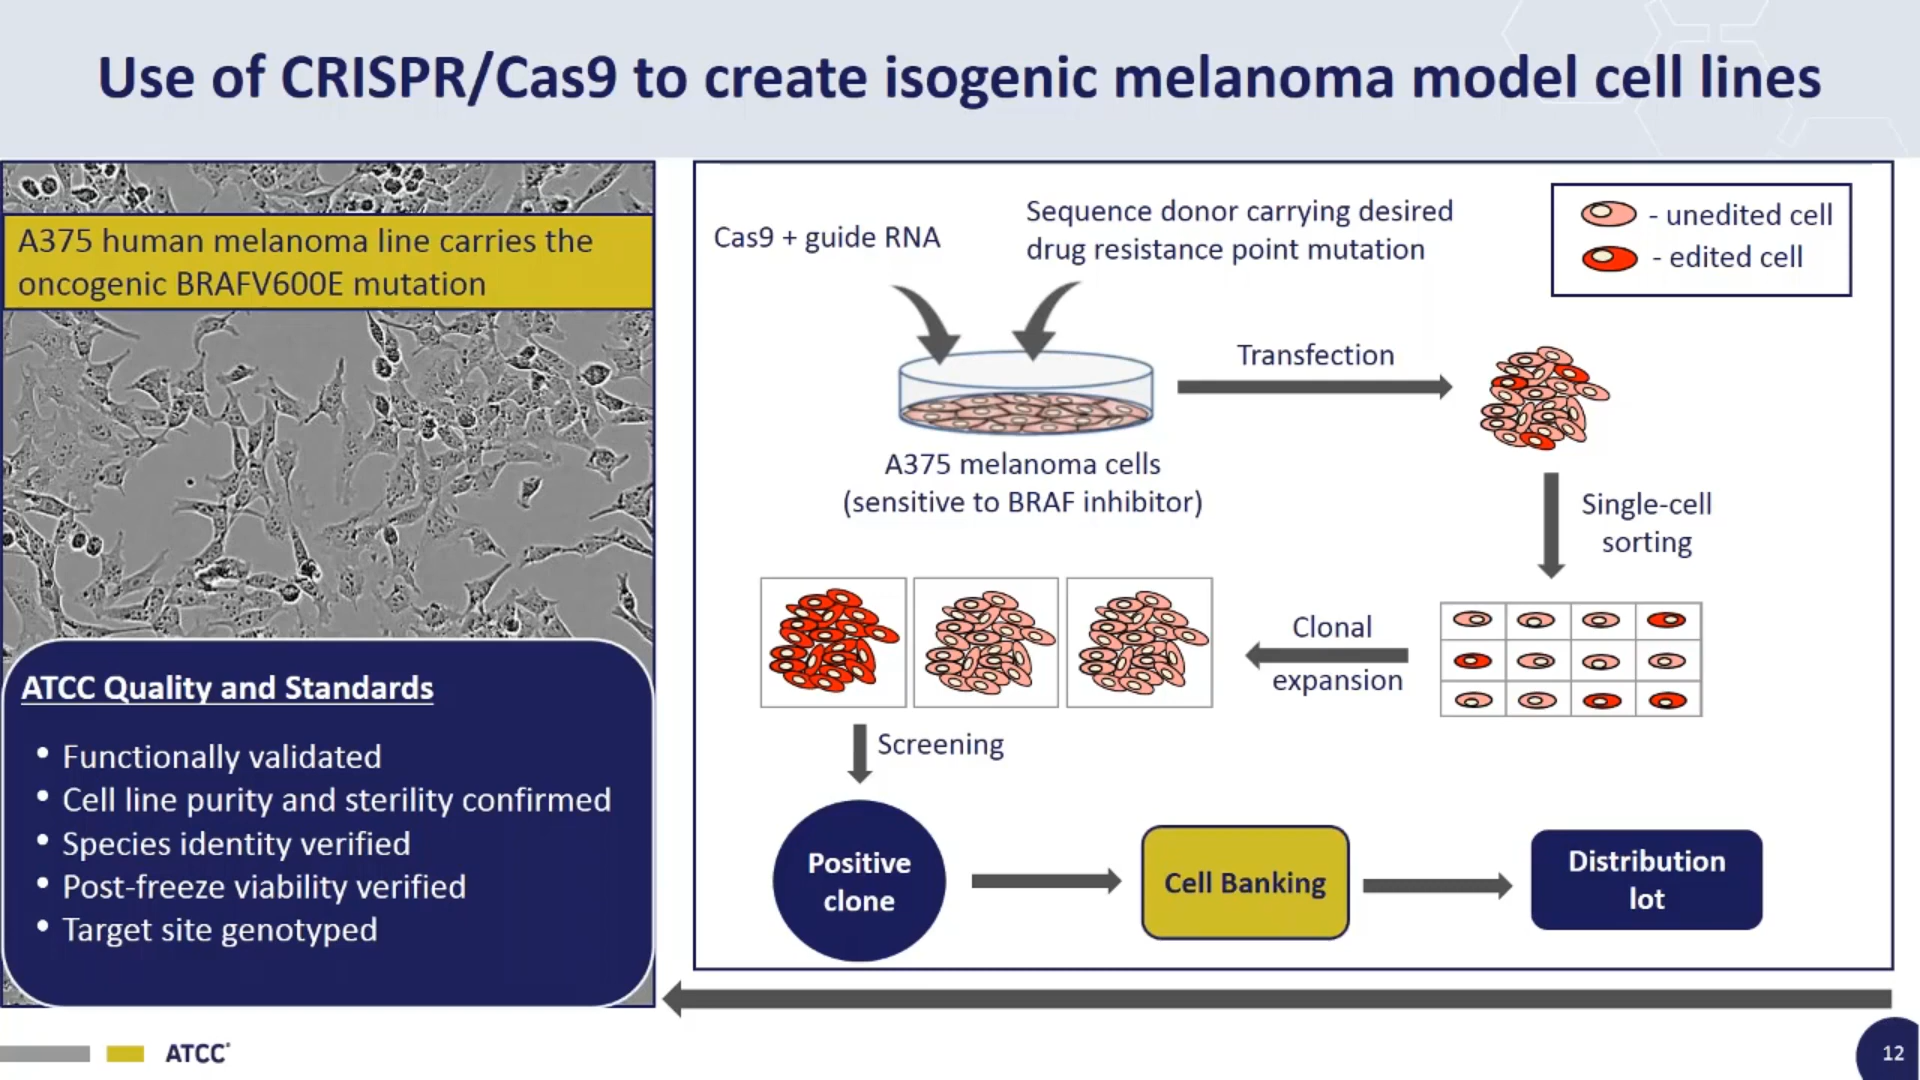 Use of CRISPR/Cas9 to create isogenic melanoma model cell lines
A375 human melanoma line carries the
oncogenic BRAFV600E mutation
ATCC Quality and Standards
• Functionally validated
• Cell line purity and sterility confirmed
• Species identity verified
• Post-freeze viability verified
• Target site genotyped
Cas9 + guide RNA
Sequence donor carrying desired
drug resistance point mutation
- unedited cell
- edited cell
Transfection
A375 melanoma cells
(sensitive to BRAF inhibitor)
Single-cell
sorting
Clonal
expansion
Screening
Positive
clone
Cell Banking
Distribution
lot
ATCC®
12